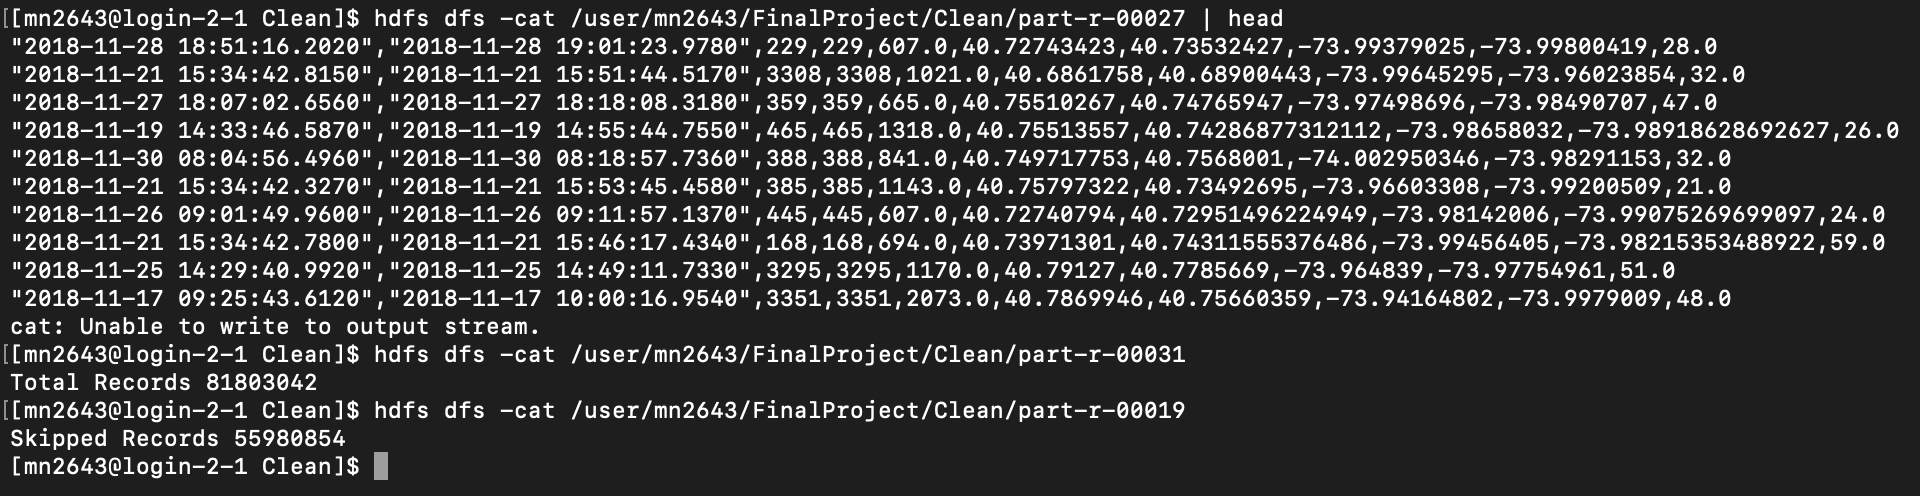 [[mn2643@login-2-1 Clean]$ hdfs dfs -cat /user/mn2643/FinalProject/Clean/part-r-00027 | head
"2018-11-28 18:51:16.2020","2018-11-28 19:01:23.9780",229,229,607.0,40.72743423,40.73532427,-73.99379025,-73.99800419,28.0
"2018-11-21 15:34:42.8150","2018-11-21 15:51:44.5170",3308,3308,1021.0,40.6861758,40.68900443,-73.99645295,-73.96023854,32.0
"2018-11-27 18:07:02.6560","2018-11-27 18:18:08.3180",359,359,665.0,40.75510267,40.74765947,-73.97498696,-73.98490707,47.0
"2018-11-19 14:33:46.5870","2018-11-19 14:55:44.7550",465,465,1318.0,40.75513557,40.74286877312112,-73.98658032,-73.98918628692627,26.0
"2018-11-30 08:04:56.4960","2018-11-30 08:18:57.7360",388,388,841.0,40.749717753,40.7568001,-74.002950346,-73.98291153,32.0
"2018-11-21 15:34:42.3270","2018-11-21 15:53:45.4580",385,385,1143.0,40.75797322,40.73492695,-73.96603308,-73.99200509,21.0
"2018-11-26 09:01:49.9600","2018-11-26 09:11:57.1370",445,445,607.0,40.72740794,40.72951496224949,-73.98142006,-73.99075269699097,24.0
"2018-11-21 15:34:42.7800","2018-11-21 15:46:17.4340",168,168,694.0,40.73971301,40.74311555376486,-73.99456405,-73.98215353488922,59.0
"2018-11-25 14:29:40.9920","2018-11-25 14:49:11.7330",3295,3295,1170.0,40.79127,40.7785669,-73.964839,-73.97754961,51.0
"2018-11-17 09:25:43.6120","2018-11-17 10:00:16.9540",3351,3351,2073.0,40.7869946,40.75660359,-73.94164802,-73.9979009,48.0
cat: Unable to write to output stream.
[[mn2643@login-2-1 Clean]$ hdfs dfs -cat /user/mn2643/FinalProject/Clean/part-r-00031
Total Records 81803042
[[mn2643@login-2-1 Clean]$ hdfs dfs -cat /user/mn2643/FinalProject/Clean/part-r-00019
Skipped Records 55980854
[mn2643@login-2-1 Clean]$